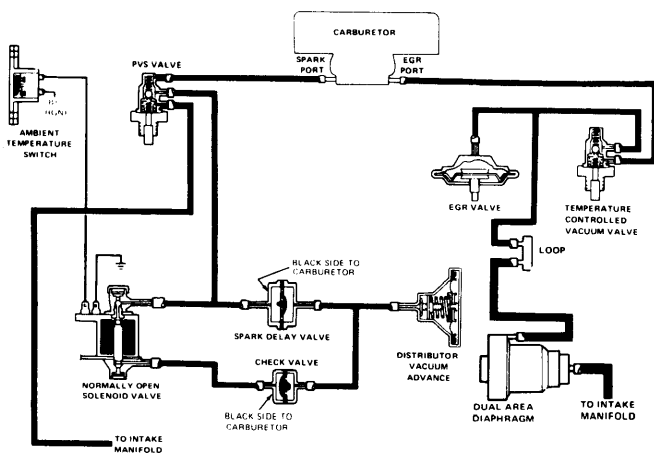 CARBURETOR
PVS VALVE
SPARK
PORT
EGR
PORT
AMBIENT
TEMPERATURE
SWITCH
EGR VALVE
TEMPERATURE
CONTROLLED
VACUUM VALVE
LOOP
BLACK SIDE TO
CARBURETOR
SPARK DELAY VALVE
DISTRIBUTOR
VACUUM
ADVANCE
NORMALLY OPEN
SOLENOID VALVE
CHECK VALVE
BLACK SIDE TO
CARBURETOR
DUAL AREA
DIAPHRAGM
TO INTAKE
MANIFOLD
TO INTAKE
MANIFOLD